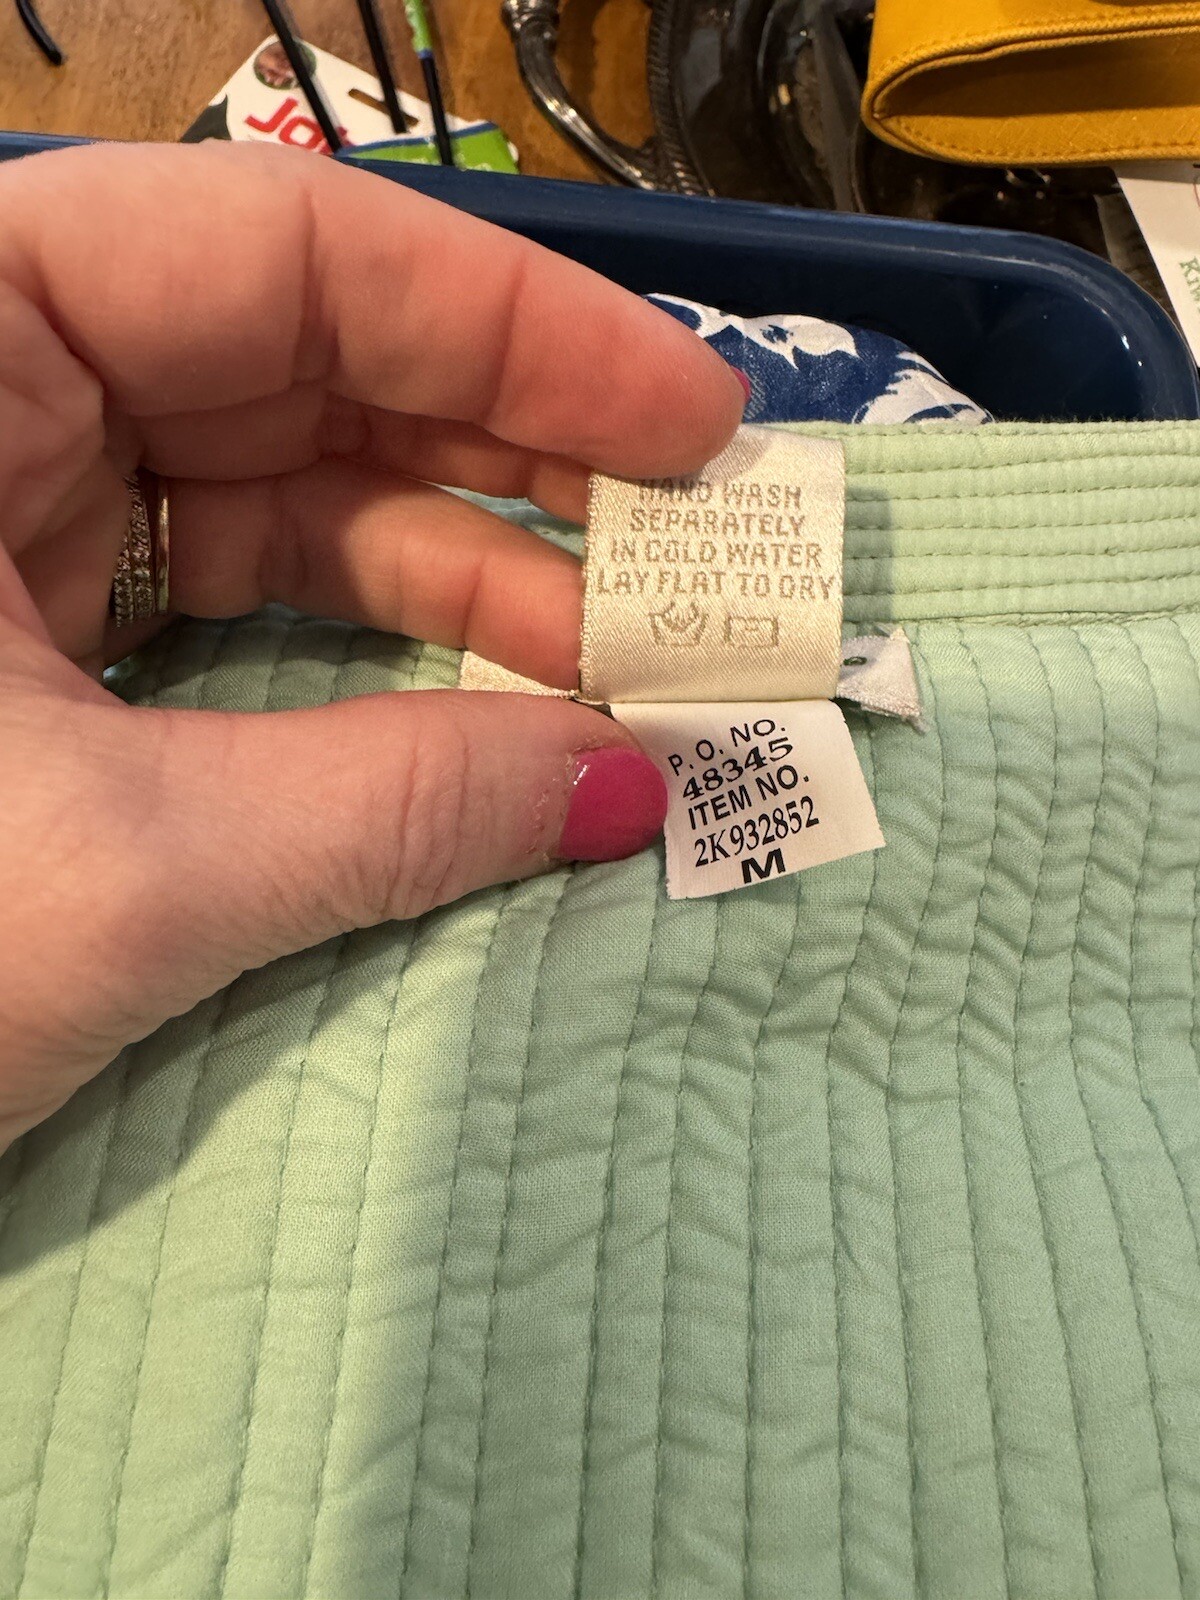 HAND WASH
SEPARATELY
IN COLD WATER
LAY FLAT TO DRY
P. O. NO.
48345
ITEM NO.
2K932852
M